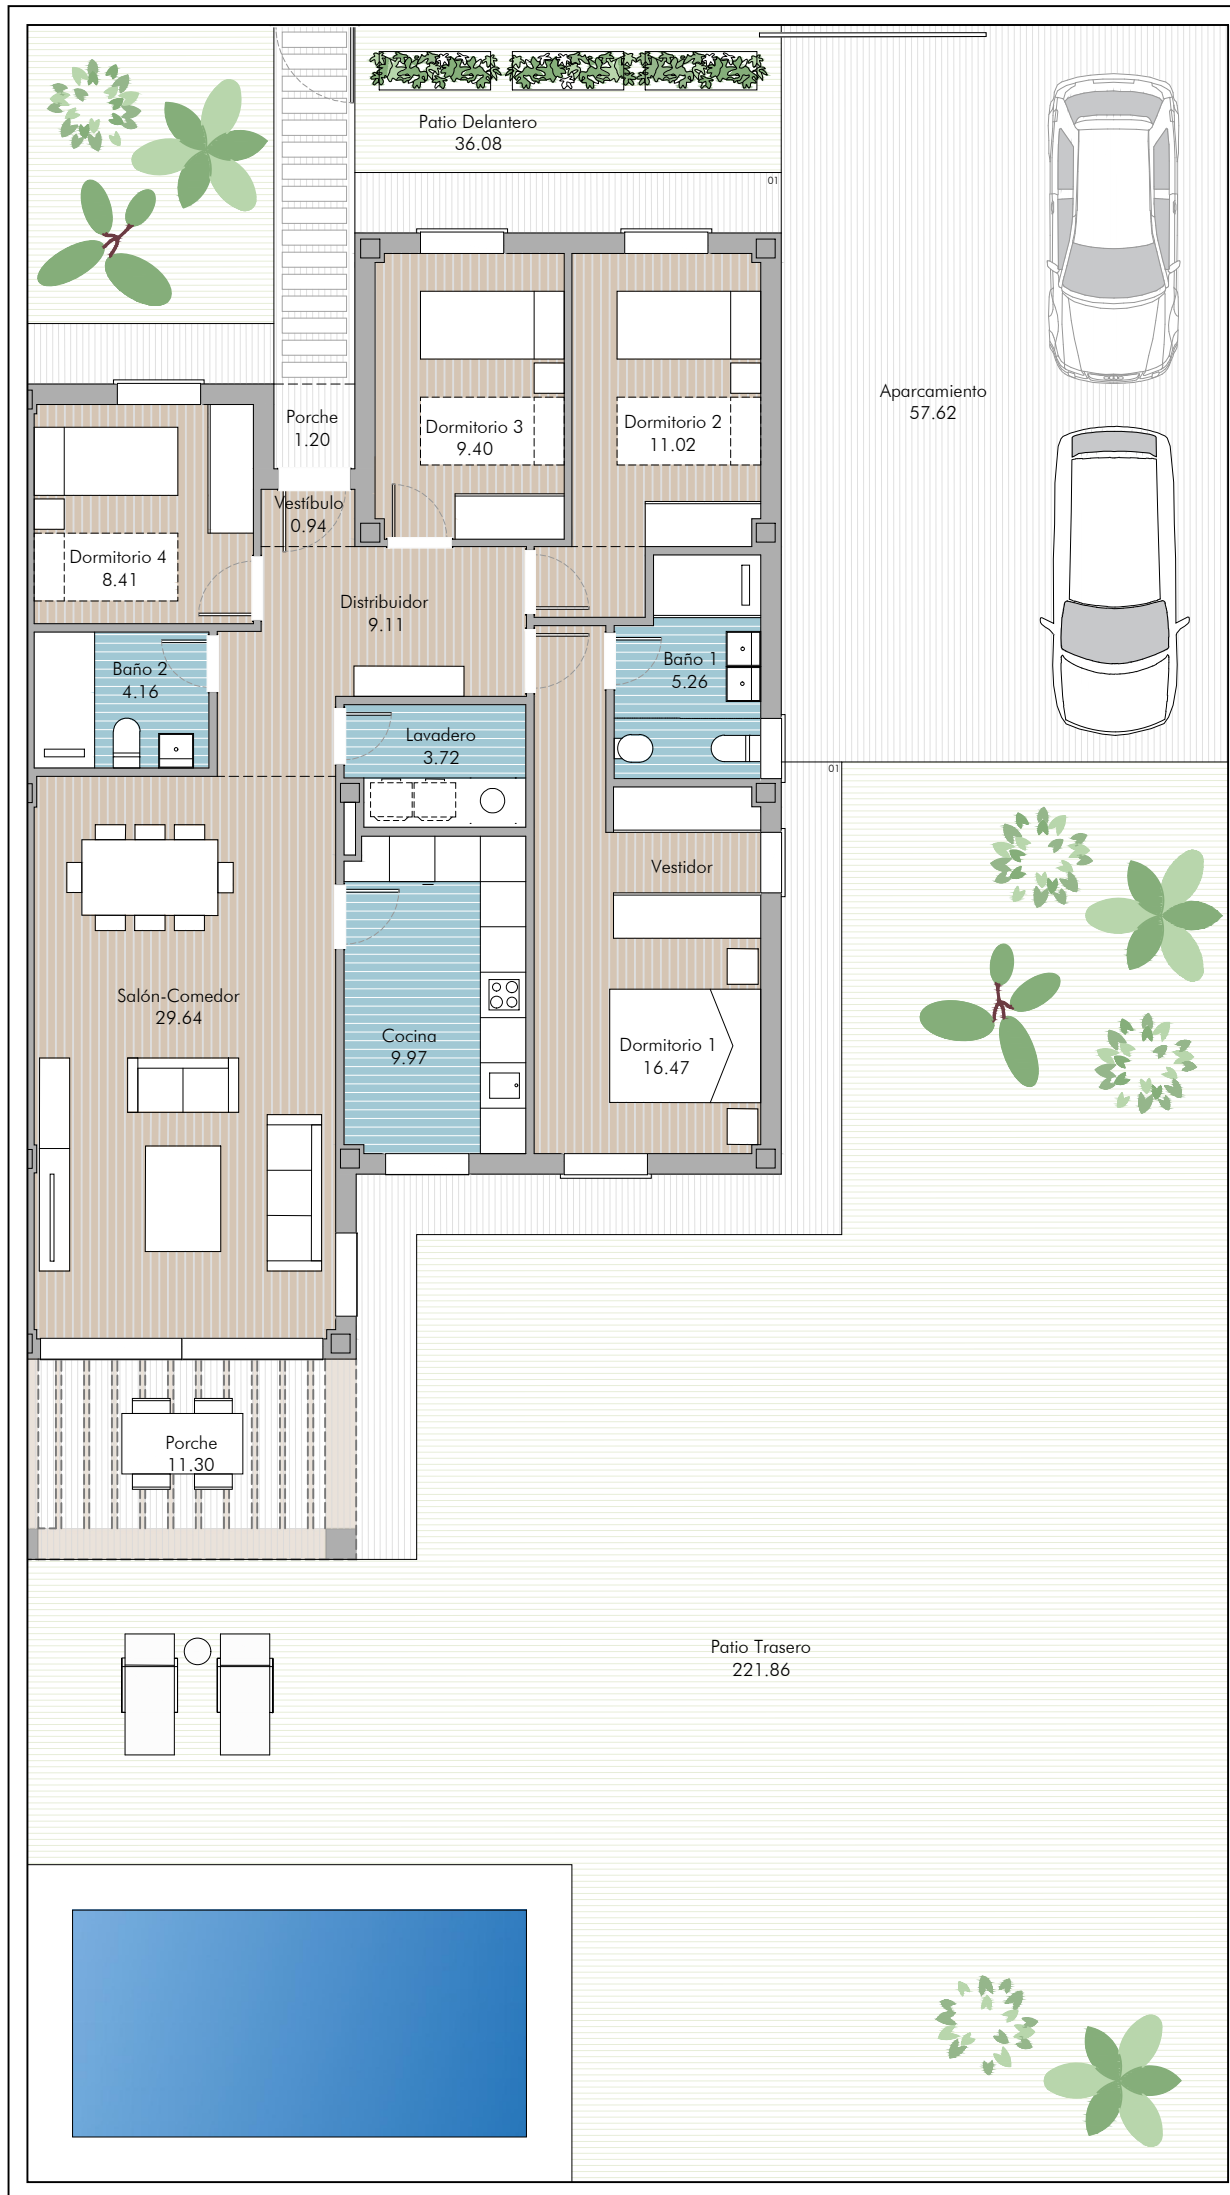 Patio Delantero
36.08
01
Aparcamiento
57.62
Porche
1.20
Dormitorio 3
9.40
Dormitorio 2
11.02
Vestíbulo
0.94
Dormitorio 4
8.41
Distribuidor
9.11
Baño 2
4.16
Baño 1
5.26
Lavadero
3.72
01
Vestidor
Salón-Comedor
29.64
Cocina
9.97
Dormitorio 1
16.47
Porche
11.30
Patio Trasero
221.86